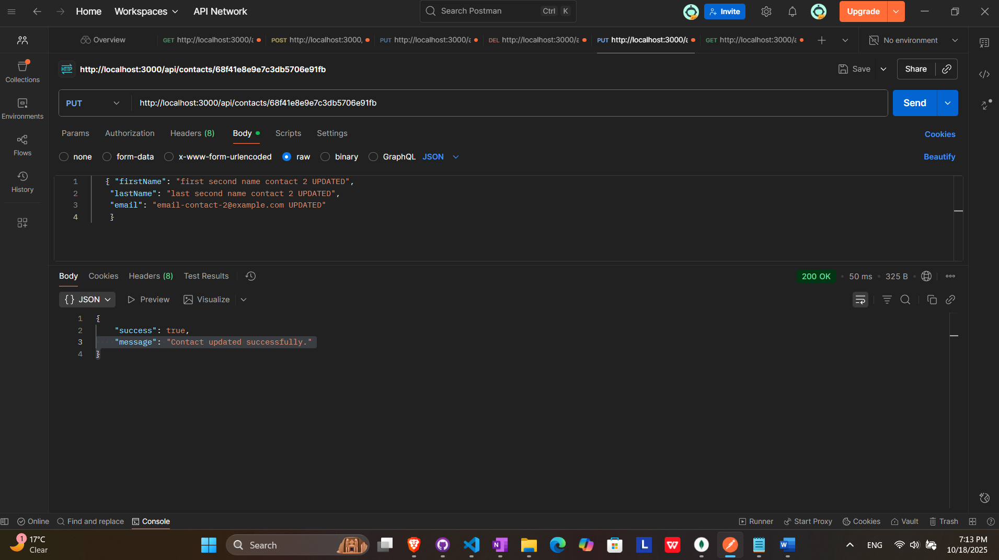 Home Workspaces API Network Search Postman Ctrl K Invite Upgrade
Overview GET http://localhost:3000/a POST http://localhost:3000, PUT http://localhost:3000/a DEL http://localhost:3000/a PUT http://localhost:3000/a GET http://localhost:3000/a No environment
HTTP http://localhost:3000/api/contacts/68f41e8e9e7c3db5706e91fb Save Share
Collections
PUT http://localhost:3000/api/contacts/68f41e8e9e7c3db5706e91fb Send
Environments
Params Authorization Headers (8) Body Scripts Settings Cookies
Flows
none form-data x-www-form-urlencoded raw binary GraphQL JSON Beautify
History
1 { "firstName": "first second name contact 2 UPDATED",
2 "lastName": "last second name contact 2 UPDATED",
3 "email": "email-contact-2@example.com UPDATED"
4 }
Body Cookies Headers (8) Test Results 200 OK 50 ms 325 B
{} JSON Preview Visualize
1 {
2 "success": true,
3 "message": "Contact updated successfully."
4 }
Online Find and replace Console Runner Start Proxy Cookies Vault Trash
1 17°C Search L N W W ENG 7:13 PM
Clear 10/18/2025